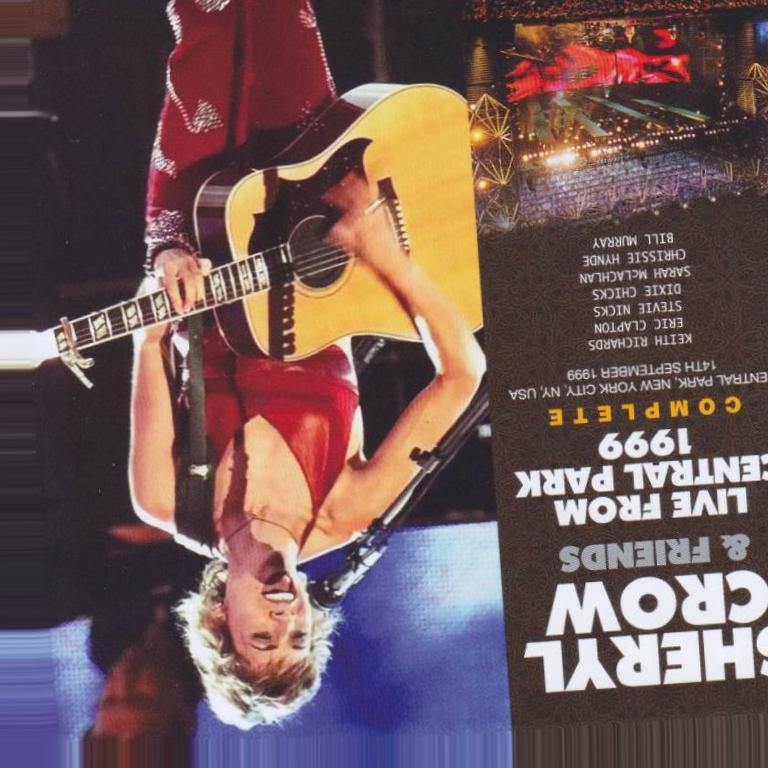 SHERYL
CROW
& FRIENDS
LIVE FROM
CENTRAL PARK
1999
COMPLETE
ENTRAL PARK, NEW YORK CITY, NY, USA
14TH SEPTEMBER 1999
KEITH RICHARDS
ERIC CLAPTON
STEVIE NICKS
DIXIE CHICKS
SARAH McLACHLAN
CHRISSIE HYNDE
BILL MURRAY